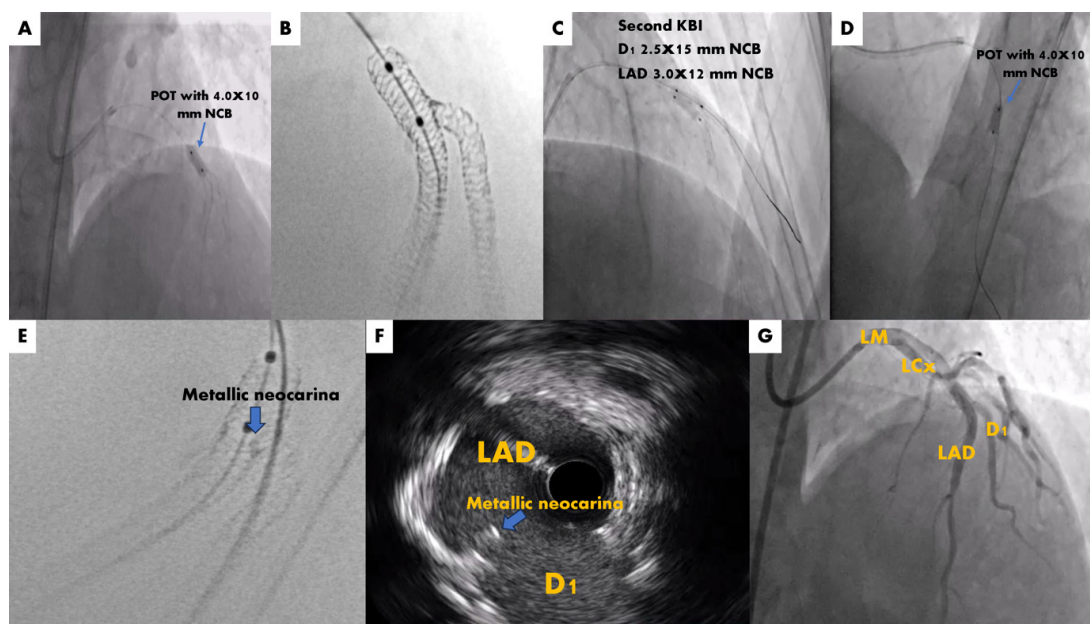 A
POT with 4.0X10
mm NCB
B
C
Second KBI
D₁ 2.5X15 mm NCB
LAD 3.0X12 mm NCB
D
POT with 4.0X10
mm NCB
E
Metallic neocarina
F
LAD
Metallic neocarina
D₁
G
LM
LCx
D₁
LAD